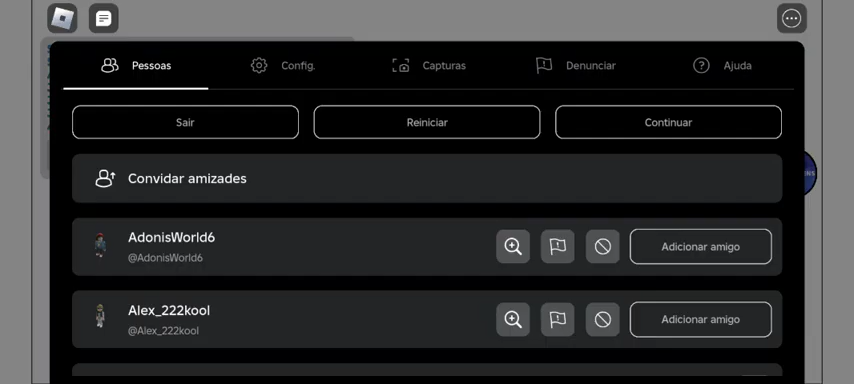 Pessoas
Config.
Capturas
Denunciar
Ajuda
Sair
Reiniciar
Continuar
Convidar amizades
AdonisWorld6
@AdonisWorld6
Adicionar amigo
Alex_222kool
@Alex_222kool
Adicionar amigo